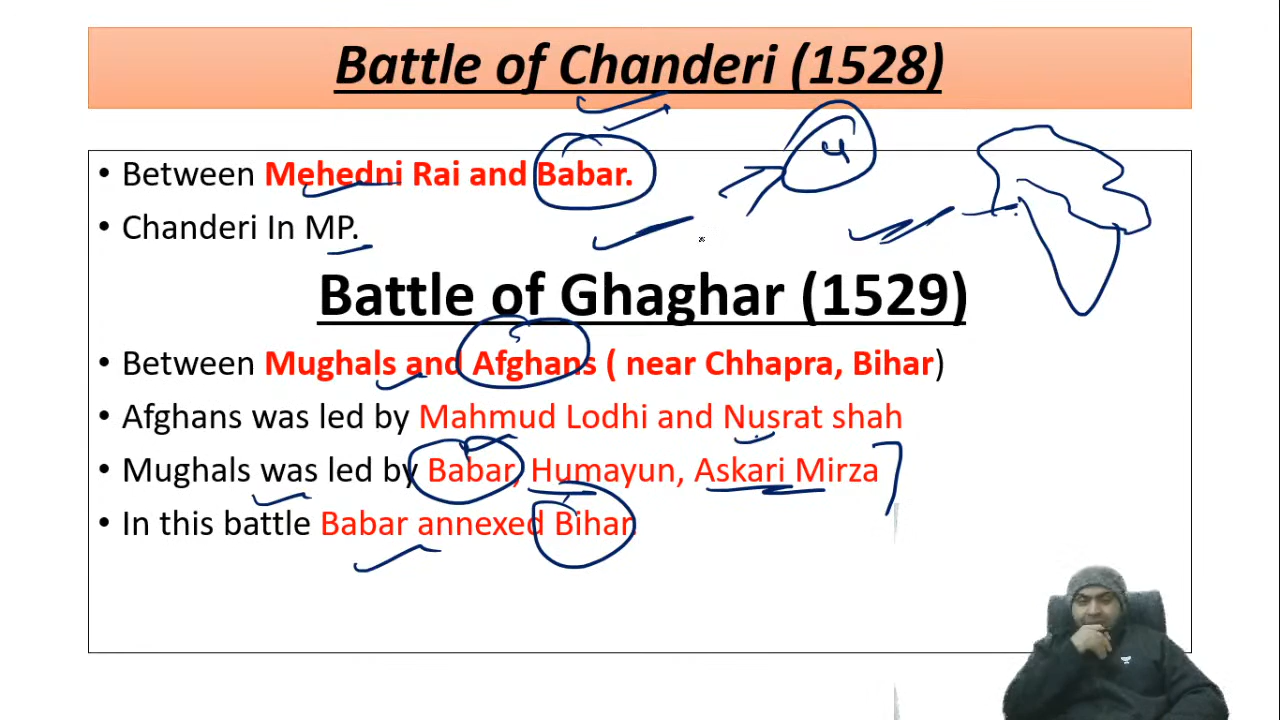 Battle of Chanderi (1528)
• Between Mehedni Rai and Babar.
4
• Chanderi In MP.
Battle of Ghaghar (1529)
• Between Mughals and Afghans ( near Chhapra, Bihar)
• Afghans was led by Mahmud Lodhi and Nusrat shah
• Mughals was led by Babar, Humayun, Askari Mirza
• In this battle Babar annexed Bihar